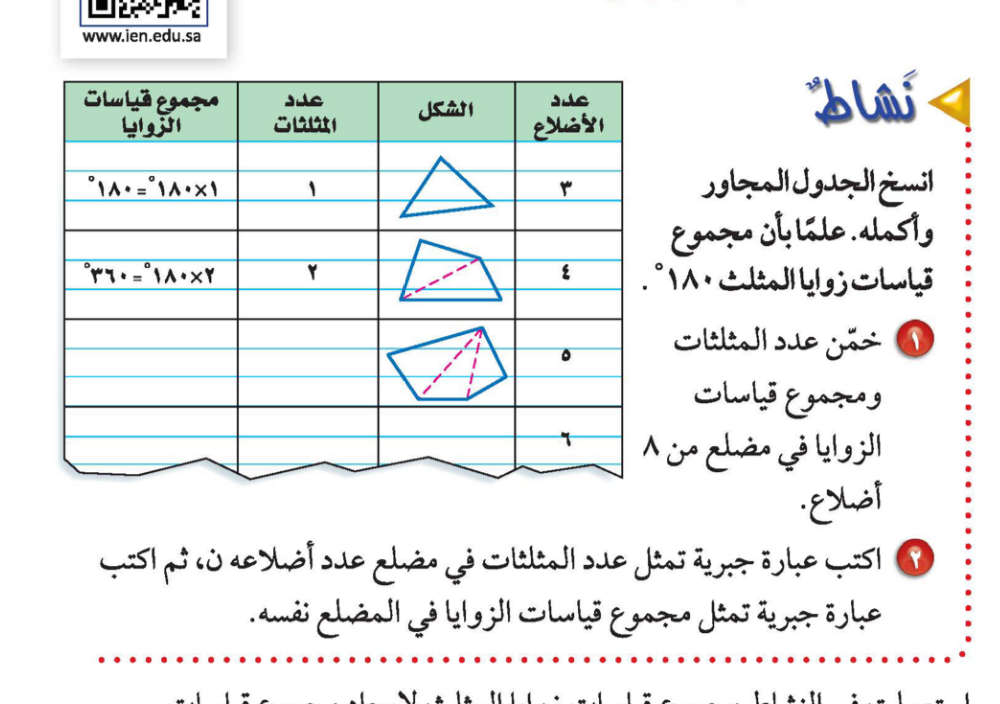 www.ien.edu.sa
نَشاطٌ
انسخ الجدول المجاور
وأكمله. علمًا بأن مجموع
قياسات زوايا المثلث ١٨٠°.
١ خمّن عدد المثلثات
ومجموع قياسات
الزوايا في مضلع من ٨
أضلاع.
عدد الأضلاع الشكل عدد المثلثات مجموع قياسات الزوايا
٣ ١ ١×١٨٠°=١٨٠°
٤ ٢ ٢×١٨٠°=٣٦٠°
٥
٦
٢ اكتب عبارة جبرية تمثل عدد المثلثات في مضلع عدد أضلاعه ن، ثم اكتب
عبارة جبرية تمثل مجموع قياسات الزوايا في المضلع نفسه.